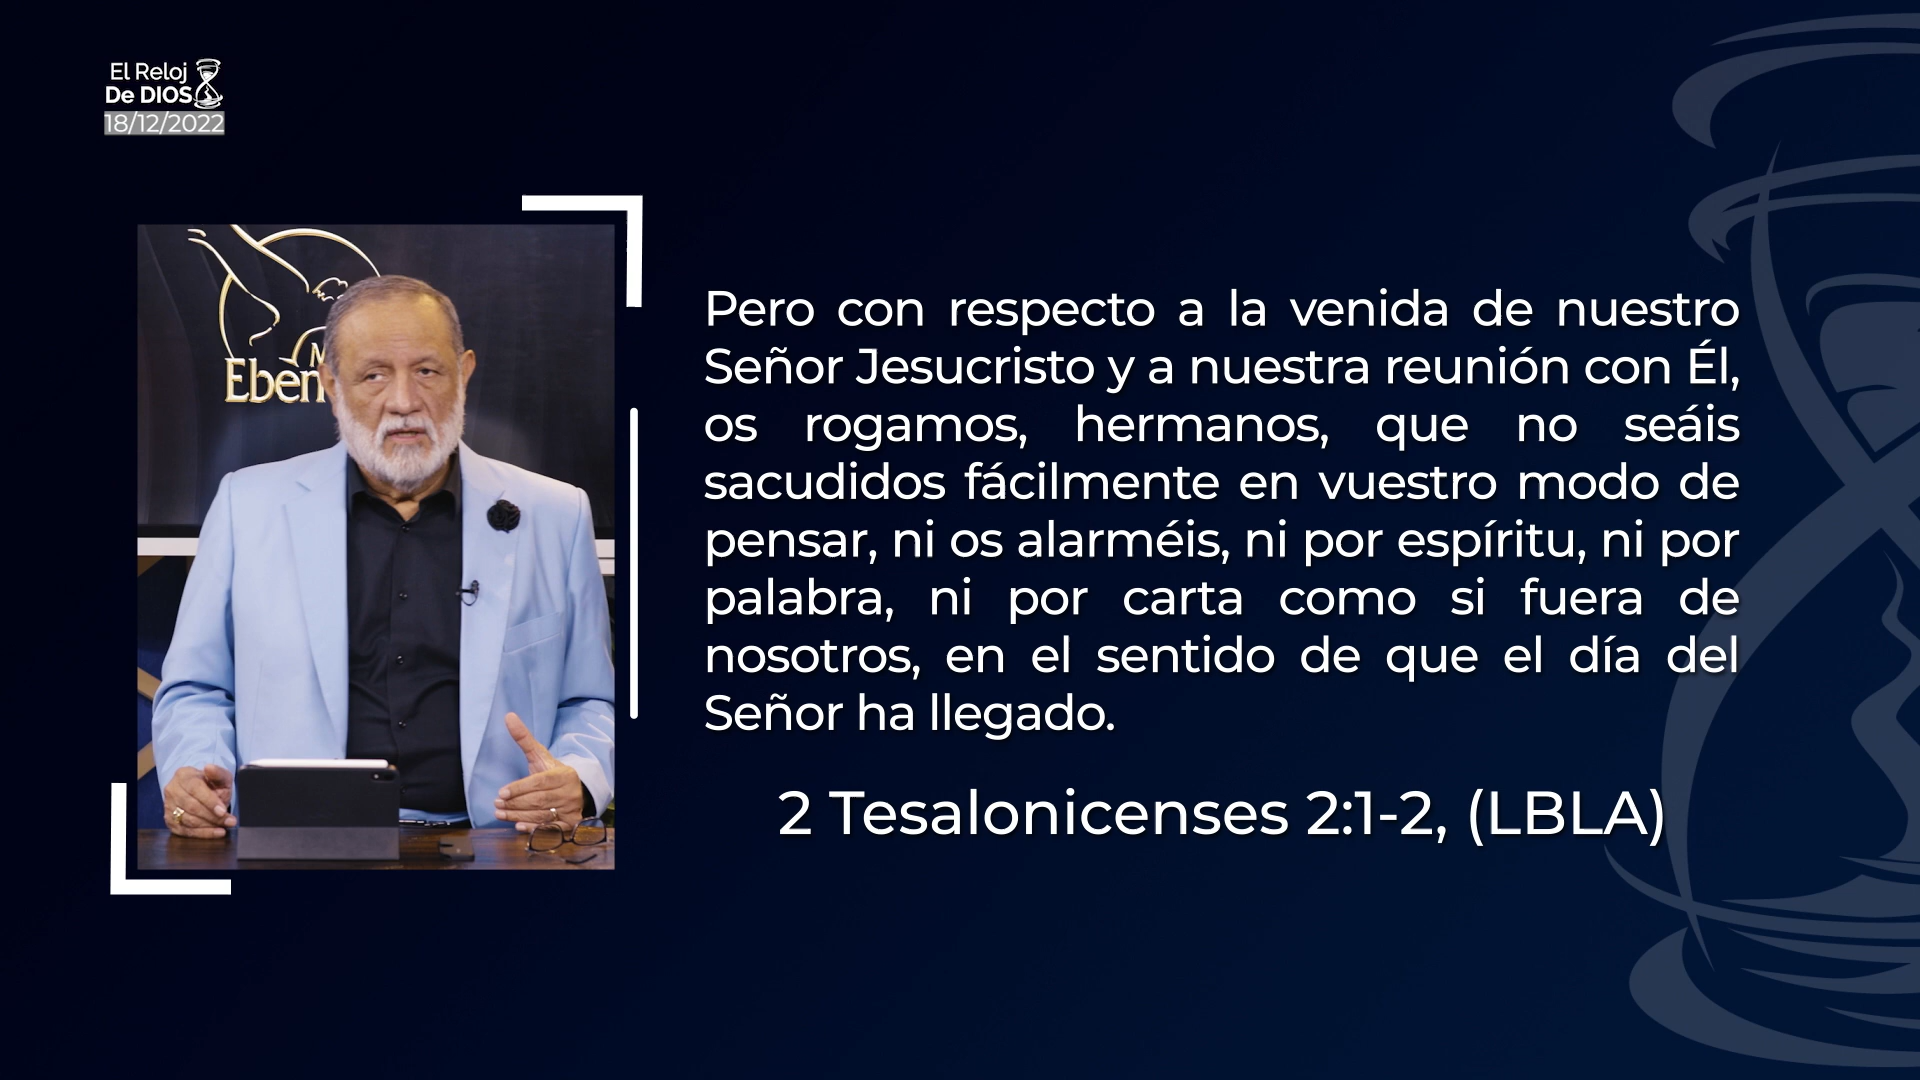 El Reloj
De DIOS
18/12/2022
Pero con respecto a la venida de nuestro
Señor Jesucristo y a nuestra reunión con Él,
os rogamos, hermanos, que no seáis
sacudidos fácilmente en vuestro modo de
pensar, ni os alarméis, ni por espíritu, ni por
palabra, ni por carta como si fuera de
nosotros, en el sentido de que el día del
Señor ha llegado.
2 Tesalonicenses 2:1-2, (LBLA)